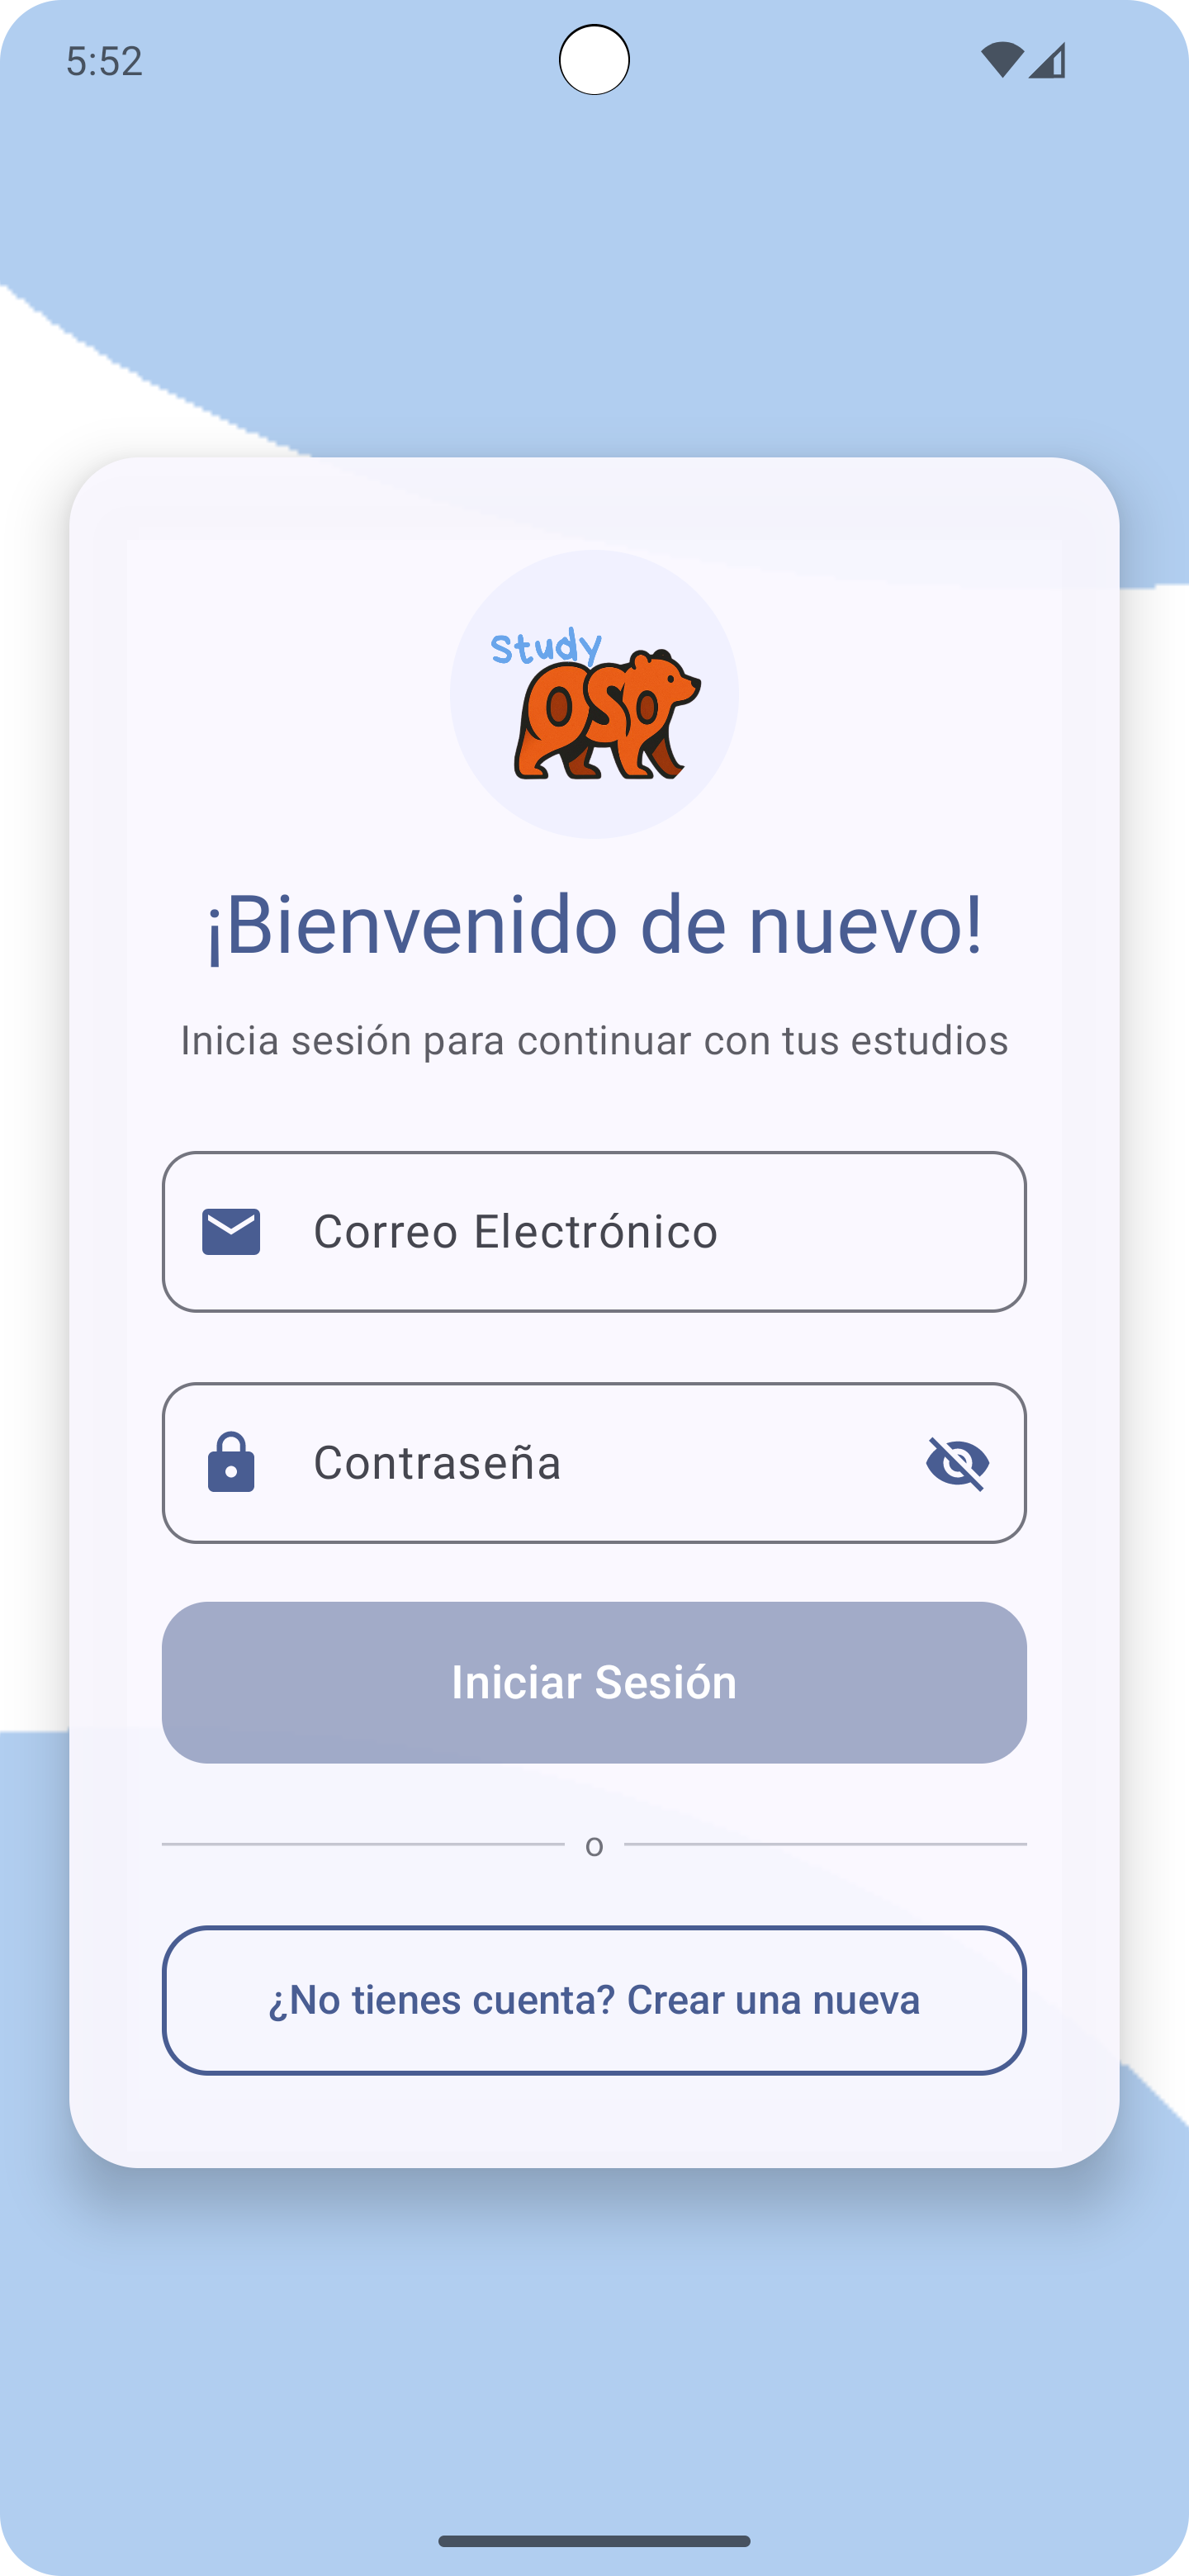 5:52
Study
OSO
¡Bienvenido de nuevo!
Inicia sesión para continuar con tus estudios
Correo Electrónico
Contraseña
Iniciar Sesión
o
¿No tienes cuenta? Crear una nueva